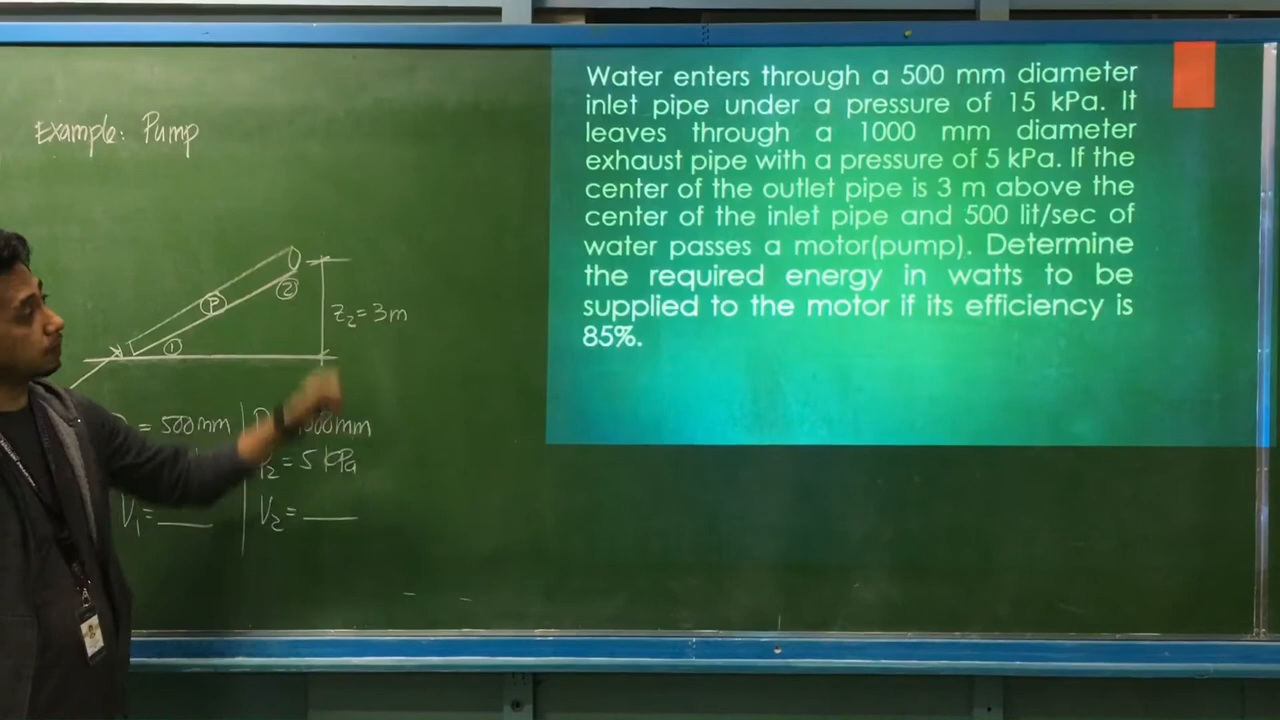 Example: Pump
P
2
1
Z2 = 3m
= 500mm
000mm
P2 = 5 kPa
V1 = ____
V2 = ____
Water enters through a 500 mm diameter
inlet pipe under a pressure of 15 kPa. It
leaves through a 1000 mm diameter
exhaust pipe with a pressure of 5 kPa. If the
center of the outlet pipe is 3 m above the
center of the inlet pipe and 500 lit/sec of
water passes a motor(pump). Determine
the required energy in watts to be
supplied to the motor if its efficiency is
85%.